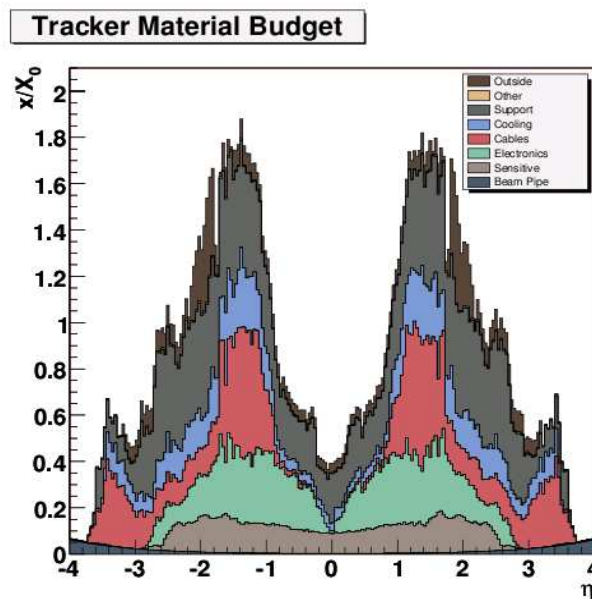 Tracker Material Budget
x/X0
2
1.8
1.6
1.4
1.2
1
0.8
0.6
0.4
0.2
0
Outside
Other
Support
Cooling
Cables
Electronics
Sensitive
Beam Pipe
-4 -3 -2 -1 0 1 2 3 4
η